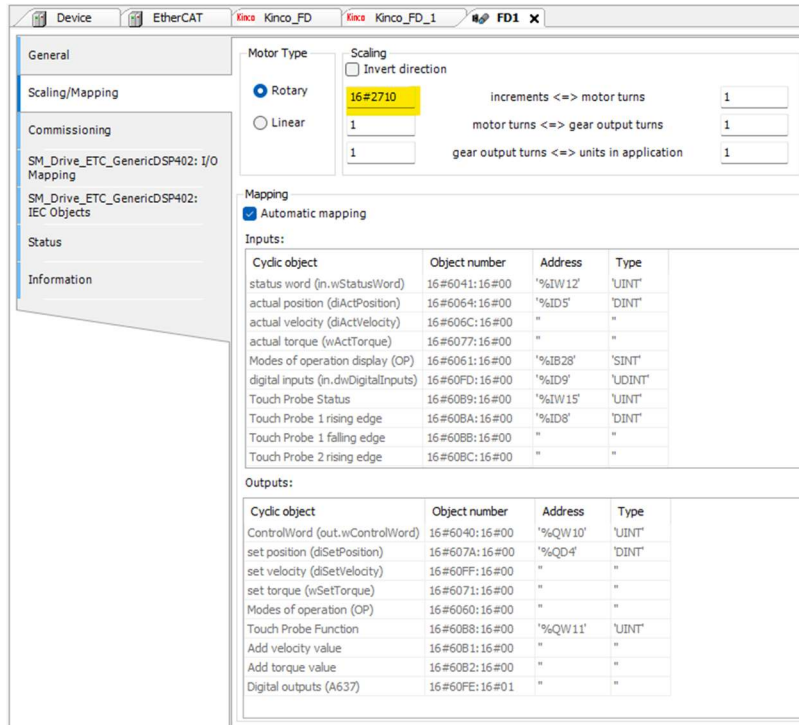 Device
EtherCAT
Kinco Kinco_FD
Kinco Kinco_FD_1
FD1
General
Scaling/Mapping
Commissioning
SM_Drive_ETC_GenericDSP402: I/O
Mapping
SM_Drive_ETC_GenericDSP402:
IEC Objects
Status
Information
Motor Type
Rotary
Linear
Scaling
Invert direction
16#2710 increments <=> motor turns 1
1 motor turns <=> gear output turns 1
1 gear output turns <=> units in application 1
Mapping
Automatic mapping
Inputs:
Cyclic object Object number Address Type
status word (in.wStatusWord) 16#6041:16#00 '%IW12' 'UINT'
actual position (diActPosition) 16#6064:16#00 '%ID5' 'DINT'
actual velocity (diActVelocity) 16#606C:16#00 '' ''
actual torque (wActTorque) 16#6077:16#00 '' ''
Modes of operation display (OP) 16#6061:16#00 '%IB28' 'SINT'
digital inputs (in.dwDigitalInputs) 16#60FD:16#00 '%ID9' 'UDINT'
Touch Probe Status 16#60B9:16#00 '%IW15' 'UINT'
Touch Probe 1 rising edge 16#60BA:16#00 '%ID8' 'DINT'
Touch Probe 1 falling edge 16#60BB:16#00 '' ''
Touch Probe 2 rising edge 16#60BC:16#00 '' ''
Outputs:
Cyclic object Object number Address Type
ControlWord (out.wControlWord) 16#6040:16#00 '%QW10' 'UINT'
set position (diSetPosition) 16#607A:16#00 '%QD4' 'DINT'
set velocity (diSetVelocity) 16#60FF:16#00 '' ''
set torque (wSetTorque) 16#6071:16#00 '' ''
Modes of operation (OP) 16#6060:16#00 '' ''
Touch Probe Function 16#60B8:16#00 '%QW11' 'UINT'
Add velocity value 16#60B1:16#00 '' ''
Add torque value 16#60B2:16#00 '' ''
Digital outputs (A637) 16#60FE:16#01 '' ''